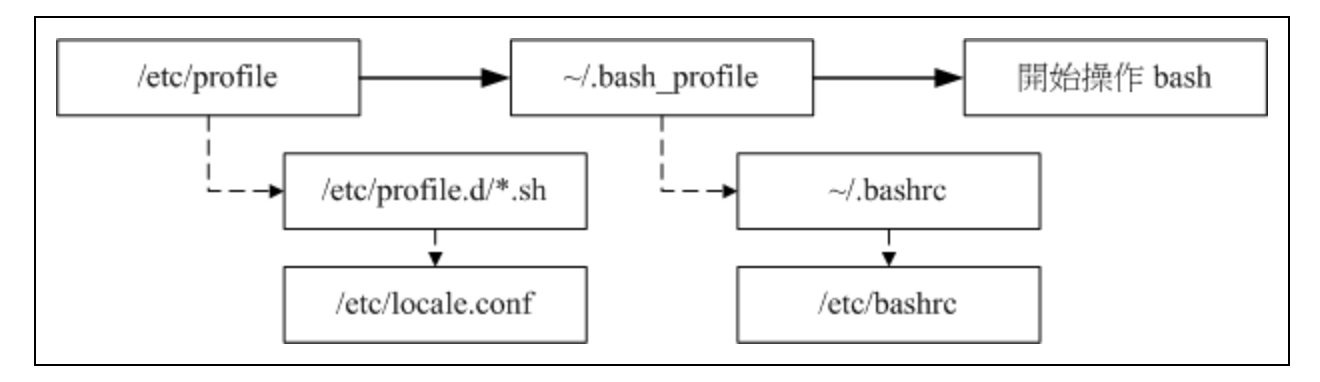 /etc/profile
~/.bash_profile
開始操作 bash
/etc/profile.d/*.sh
~/.bashrc
/etc/locale.conf
/etc/bashrc